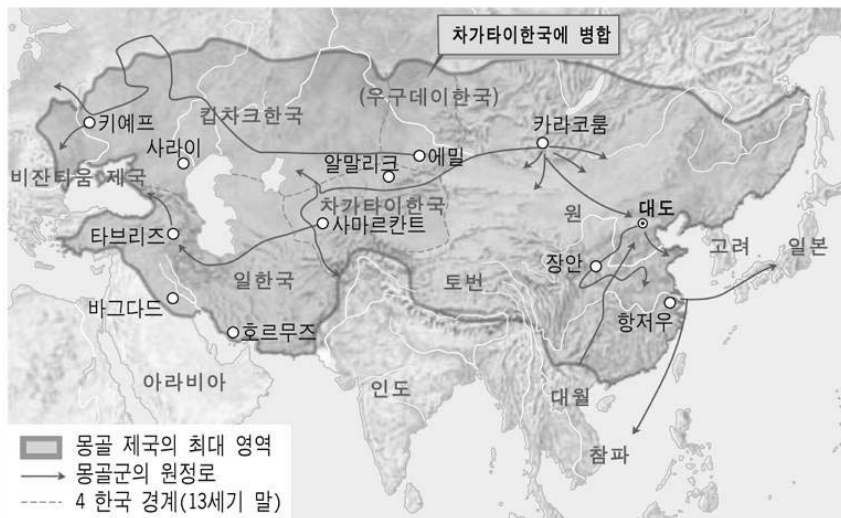 차가타이한국에 병합
(우구데이한국)
킵차크한국
카라코룸
키예프
사라이
에밀
알말리크
비잔티움 제국
차가타이한국
사마르칸트
원
대도
타브리즈
고려
일본
일한국
토번
장안
바그다드
호르무즈
항저우
아라비아
인도
대월
참파
몽골 제국의 최대 영역
몽골군의 원정로
4 한국 경계(13세기 말)